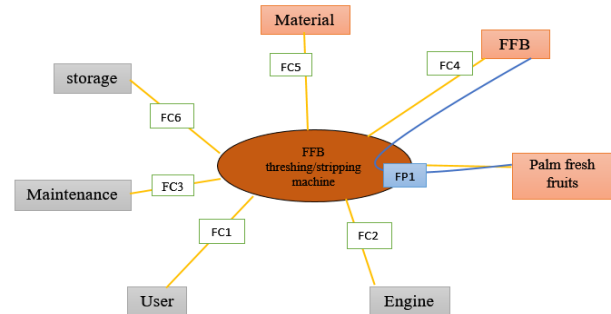 Material
FFB
FC5
FC4
storage
FC6
FFB
threshing/stripping
machine
FP1
Palm fresh
fruits
Maintenance
FC3
FC1
FC2
User
Engine